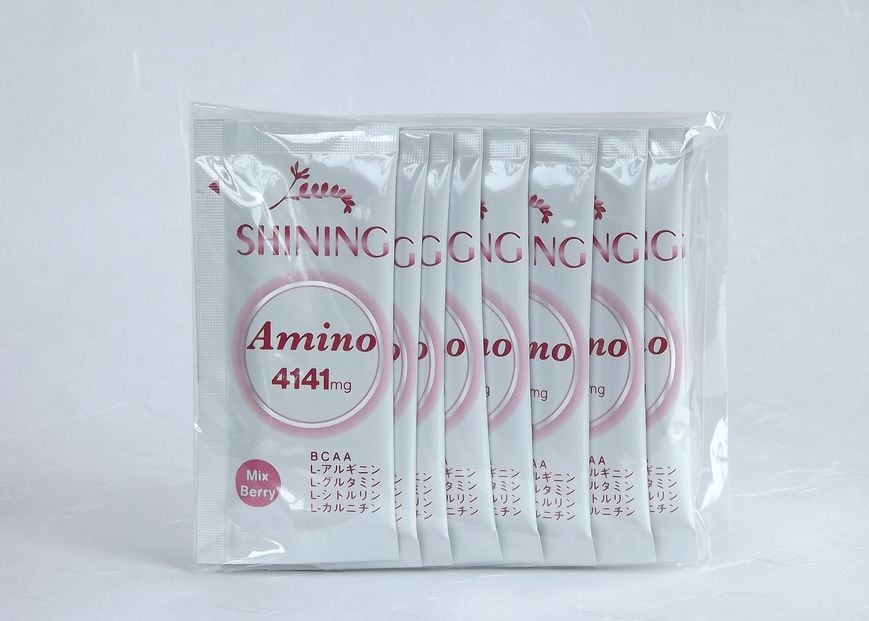 SHINING
Amino
4141mg
BCAA
L-アルギニン
L-グルタミン
L-シトルリン
L-カルニチン
Mix
Berry